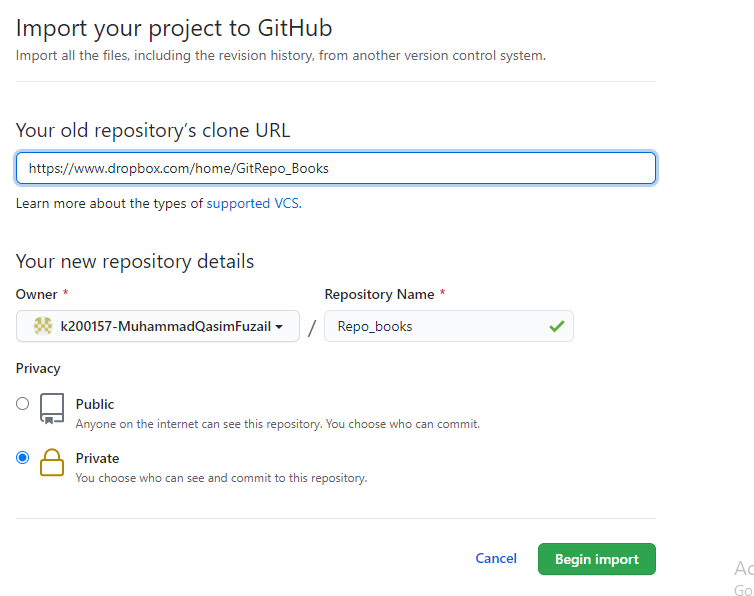 Import your project to GitHub
Import all the files, including the revision history, from another version control system.
Your old repository's clone URL
https://www.dropbox.com/home/GitRepo_Books
Learn more about the types of supported VCS.
Your new repository details
Owner * Repository Name *
k200157-MuhammadQasimFuzail / Repo_books
Privacy
Public
Anyone on the internet can see this repository. You choose who can commit.
Private
You choose who can see and commit to this repository.
Cancel Begin import